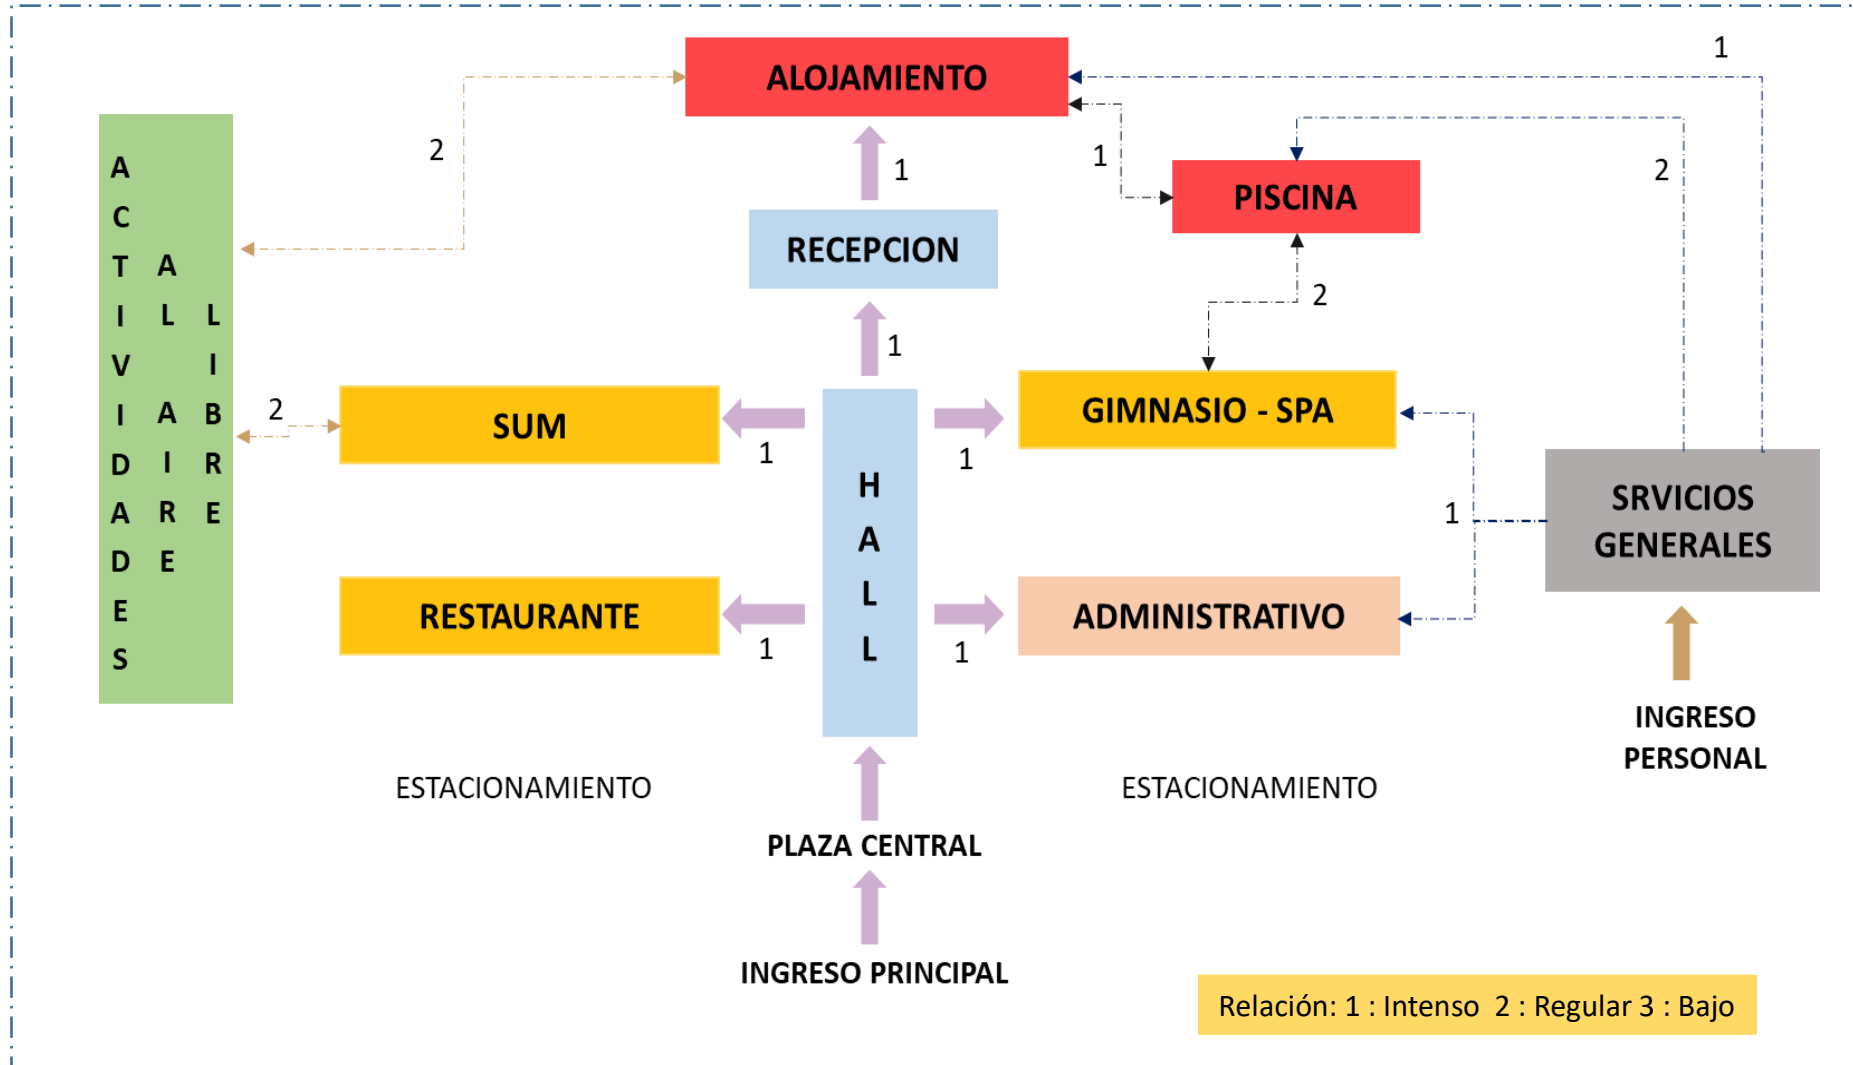 ALOJAMIENTO
1
2
1
1
2
PISCINA
RECEPCION
2
1
ACTIVIDADES
AL AIRE
LIBRE
2
SUM
1
GIMNASIO - SPA
1
HALL
1
SRVICIOS
GENERALES
RESTAURANTE
1
ADMINISTRATIVO
1
INGRESO
PERSONAL
ESTACIONAMIENTO
ESTACIONAMIENTO
PLAZA CENTRAL
INGRESO PRINCIPAL
Relación: 1 : Intenso 2 : Regular 3 : Bajo